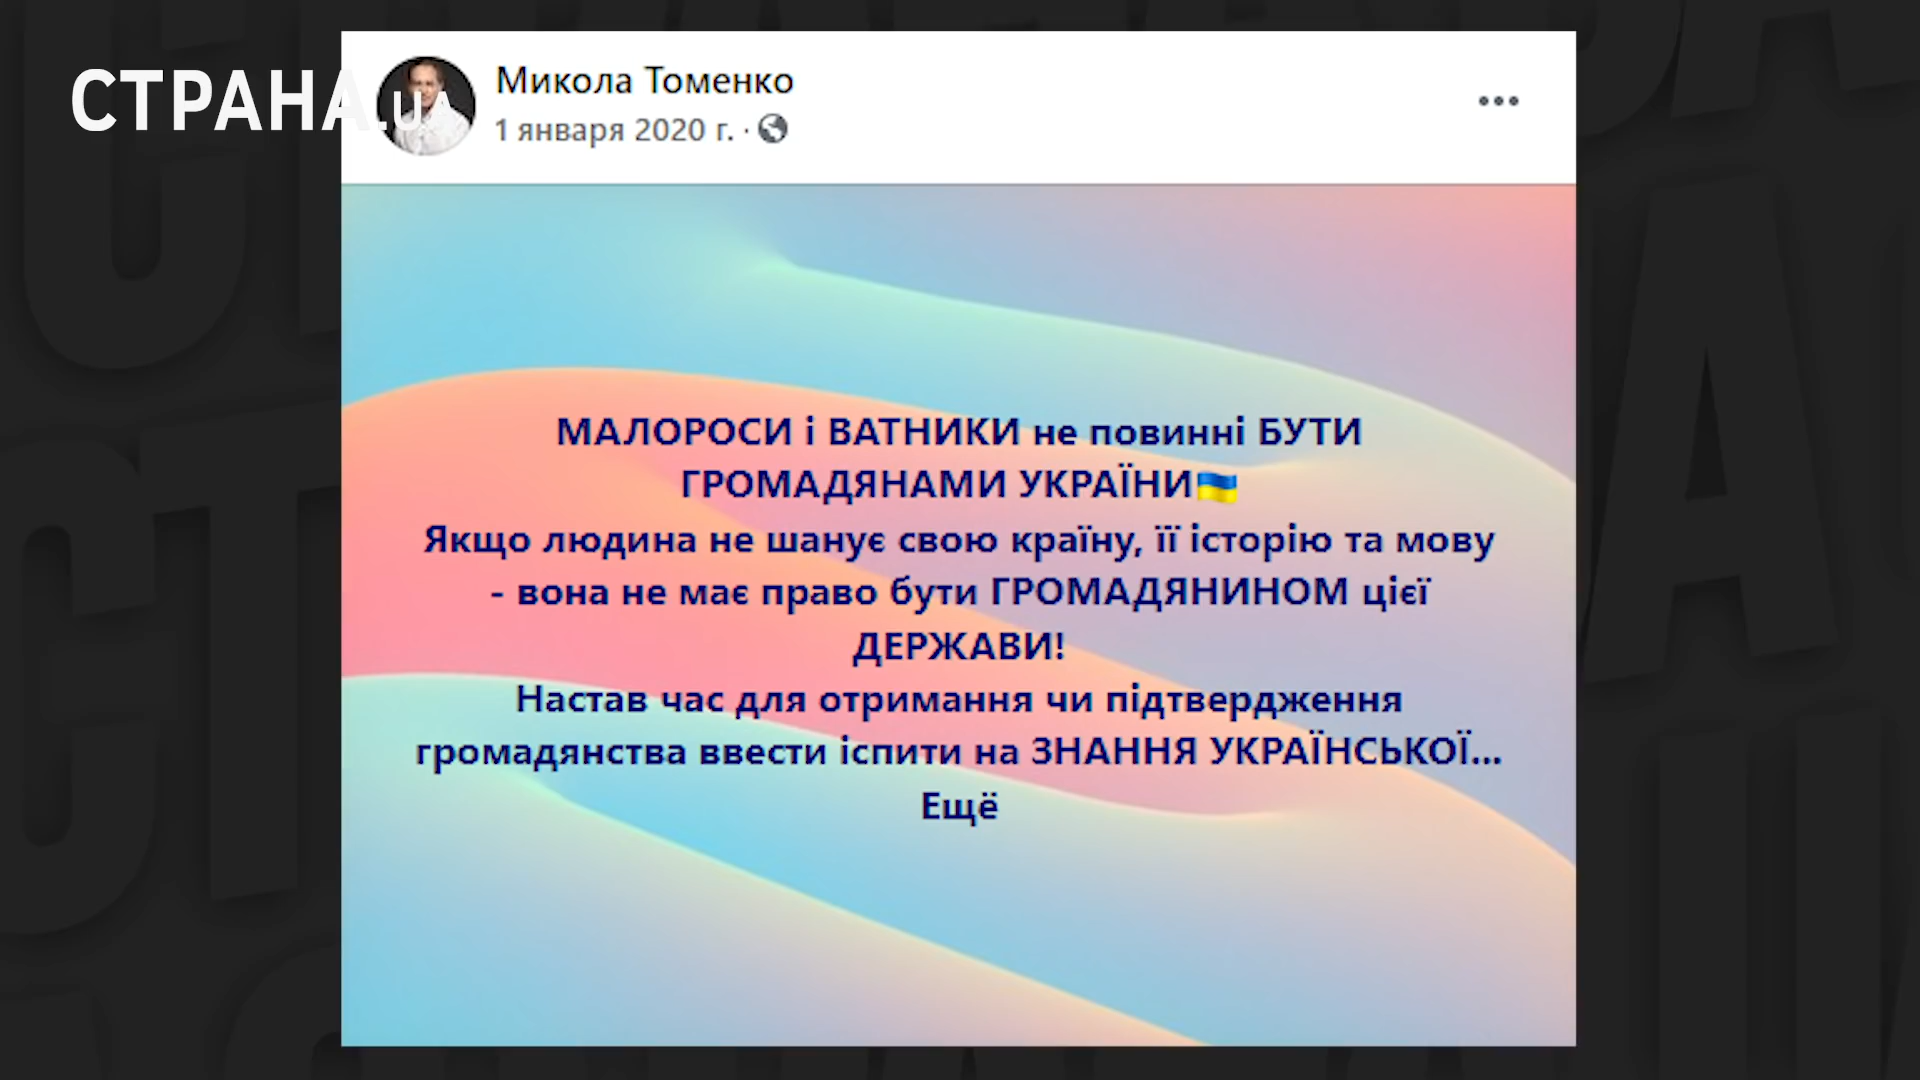 СТРАНА.UA
Микола Томенко
1 января 2020 г. ·
МАЛОРОСИ і ВАТНИКИ не повинні БУТИ
ГРОМАДЯНАМИ УКРАЇНИ🇺🇦
Якщо людина не шанує свою країну, її історію та мову
- вона не має право бути ГРОМАДЯНИНОМ цієї
ДЕРЖАВИ!
Настав час для отримання чи підтвердження
громадянства ввести іспити на ЗНАННЯ УКРАЇНСЬКОЇ...
Ещё